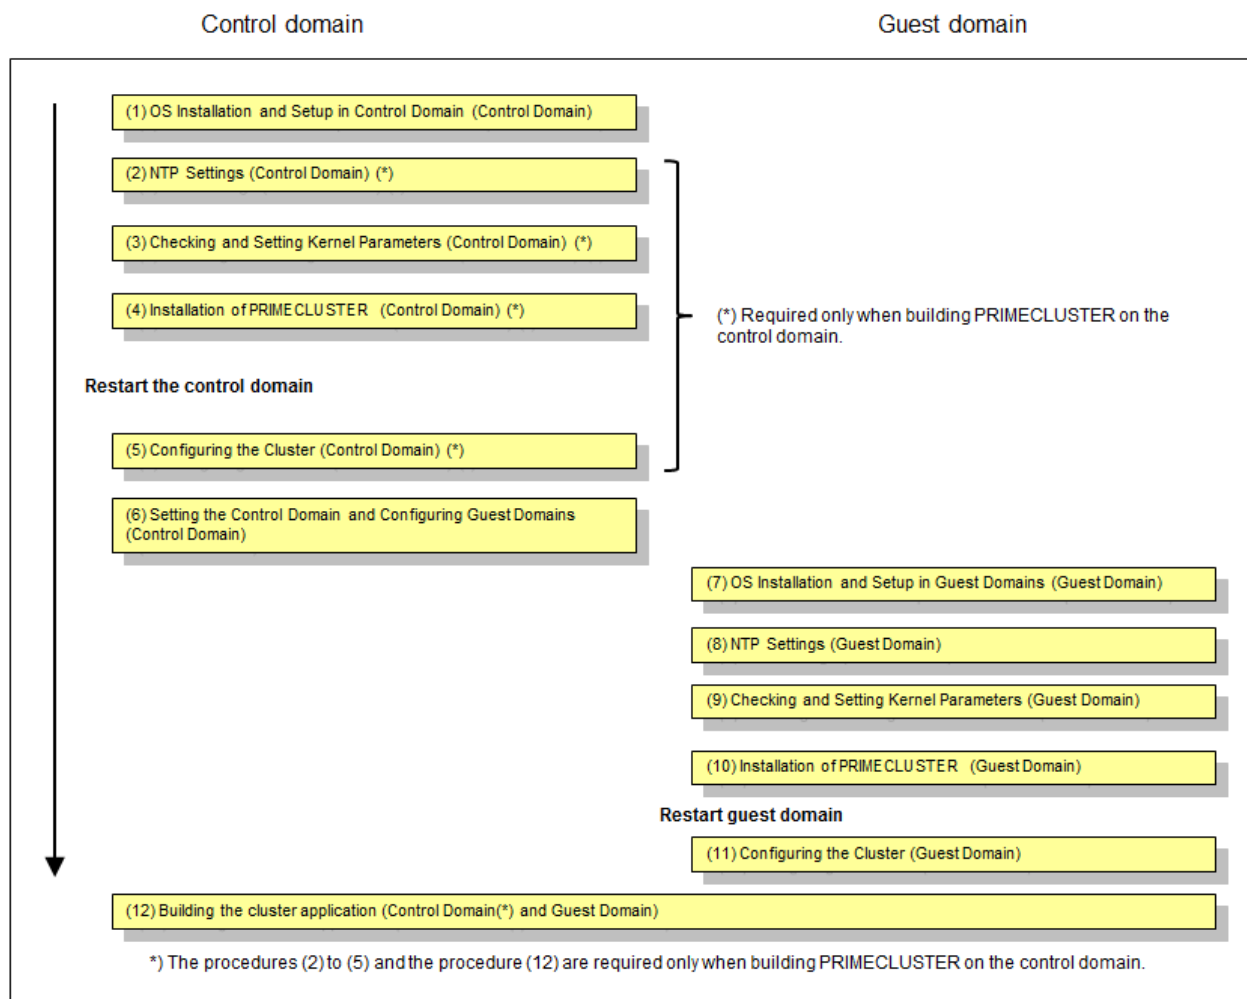 Control domain
Guest domain
(1) OS Installation and Setup in Control Domain (Control Domain)
(2) NTP Settings (Control Domain) (*)
(3) Checking and Setting Kernel Parameters (Control Domain) (*)
(4) Installation of PRIMECLUSTER (Control Domain) (*)
(*) Required only when building PRIMECLUSTER on the
control domain.
Restart the control domain
(5) Configuring the Cluster (Control Domain) (*)
(6) Setting the Control Domain and Configuring Guest Domains
(Control Domain)
(7) OS Installation and Setup in Guest Domains (Guest Domain)
(8) NTP Settings (Guest Domain)
(9) Checking and Setting Kernel Parameters (Guest Domain)
(10) Installation of PRIMECLUSTER (Guest Domain)
Restart guest domain
(11) Configuring the Cluster (Guest Domain)
(12) Building the cluster application (Control Domain(*) and Guest Domain)
*) The procedures (2) to (5) and the procedure (12) are required only when building PRIMECLUSTER on the control domain.